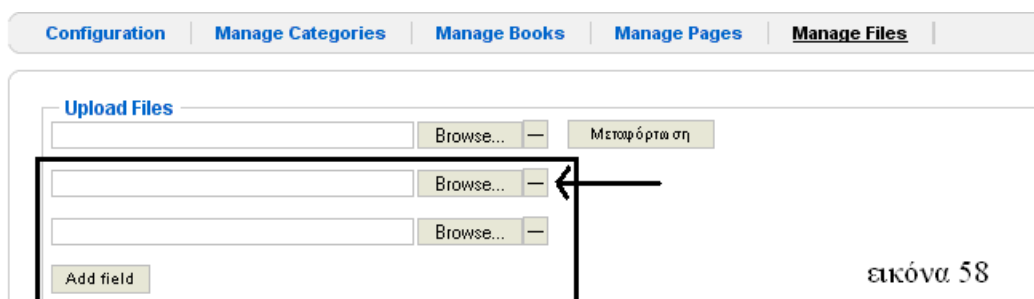 Configuration Manage Categories Manage Books Manage Pages Manage Files
Upload Files
Browse... — Μεταφόρτωση
Browse... —
Browse... —
Add field
εικόνα 58